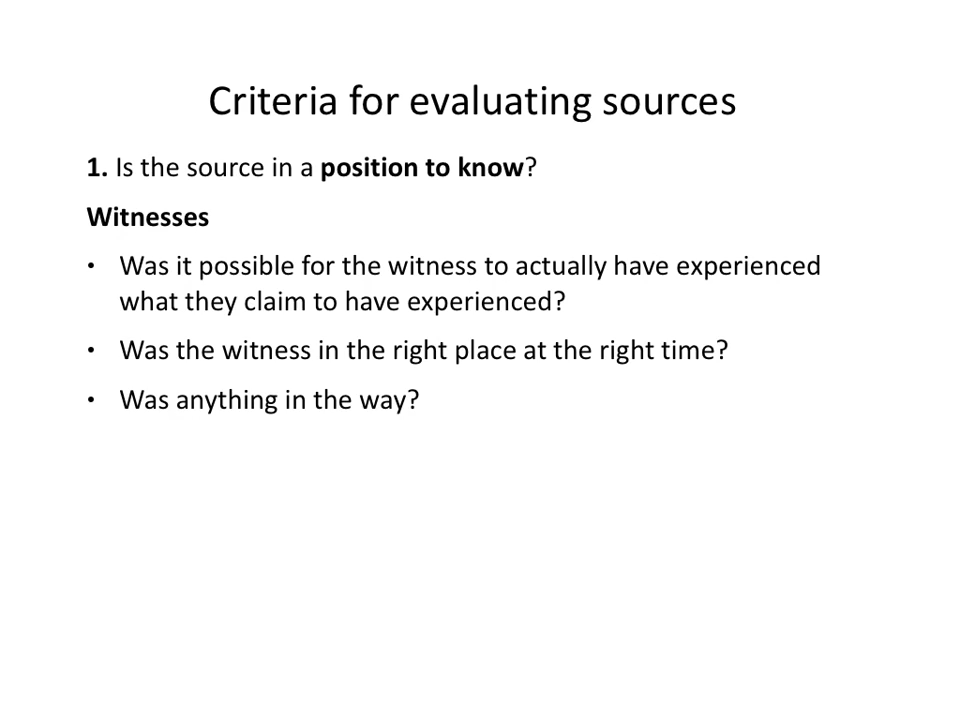 Criteria for evaluating sources
1. Is the source in a position to know?
Witnesses
• Was it possible for the witness to actually have experienced
what they claim to have experienced?
• Was the witness in the right place at the right time?
• Was anything in the way?